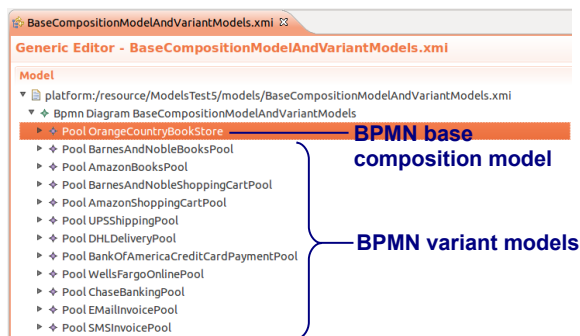 BaseCompositionModelAndVariantModels.xmi
Generic Editor - BaseCompositionModelAndVariantModels.xmi
Model
platform:/resource/ModelsTest5/models/BaseCompositionModelAndVariantModels.xmi
Bpmn Diagram BaseCompositionModelAndVariantModels
Pool OrangeCountryBookStore
BPMN base
composition model
Pool BarnesAndNobleBooksPool
Pool AmazonBooksPool
Pool BarnesAndNobleShoppingCartPool
Pool AmazonShoppingCartPool
Pool UPSShippingPool
Pool DHLDeliveryPool
BPMN variant models
Pool BankOfAmericaCreditCardPaymentPool
Pool WellsFargoOnlinePool
Pool ChaseBankingPool
Pool EMailInvoicePool
Pool SMSInvoicePool